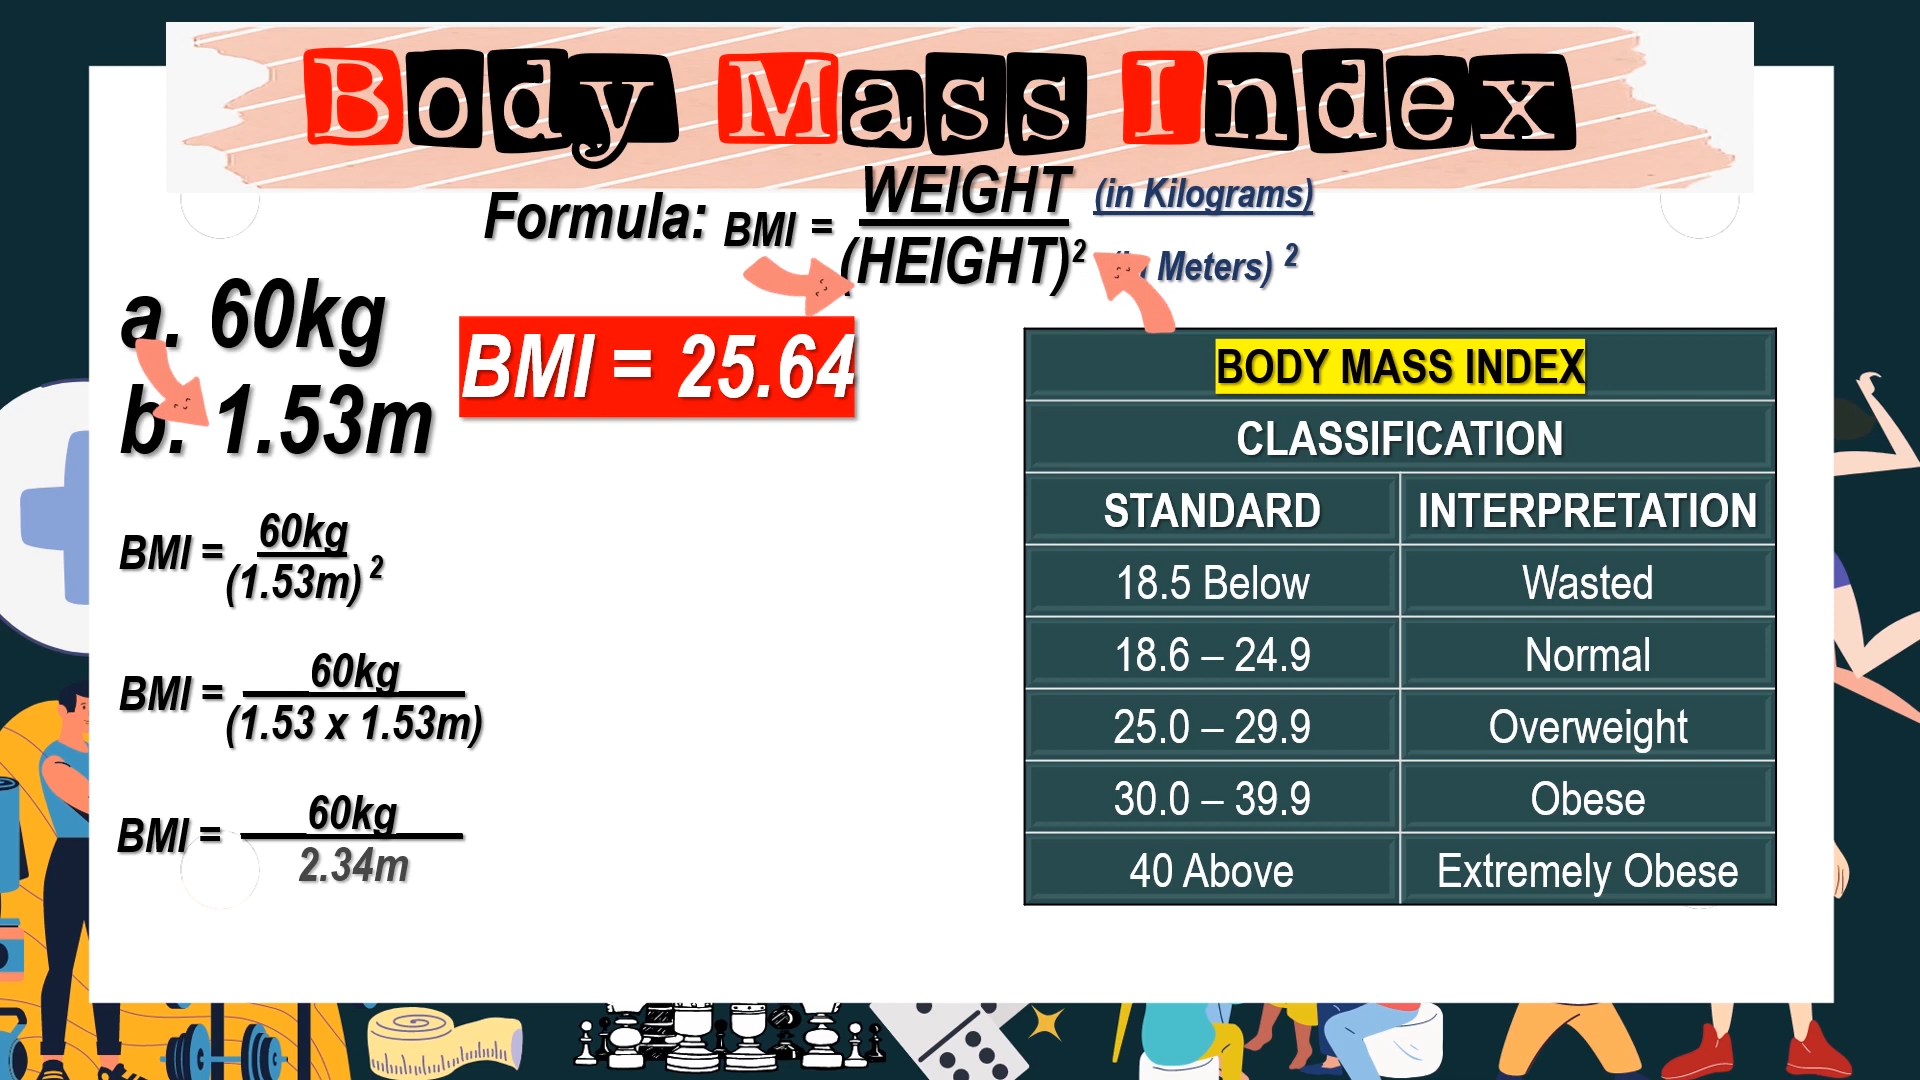 Body Mass Index
Formula: BMI = WEIGHT (in Kilograms)
(HEIGHT)² Meters) ²
a. 60kg
b. 1.53m
BMI = 25.64
BMI = 60kg
(1.53m) ²
BMI = 60kg
(1.53 x 1.53m)
BMI = 60kg
2.34m
BODY MASS INDEX
CLASSIFICATION
STANDARD INTERPRETATION
18.5 Below Wasted
18.6 – 24.9 Normal
25.0 – 29.9 Overweight
30.0 – 39.9 Obese
40 Above Extremely Obese